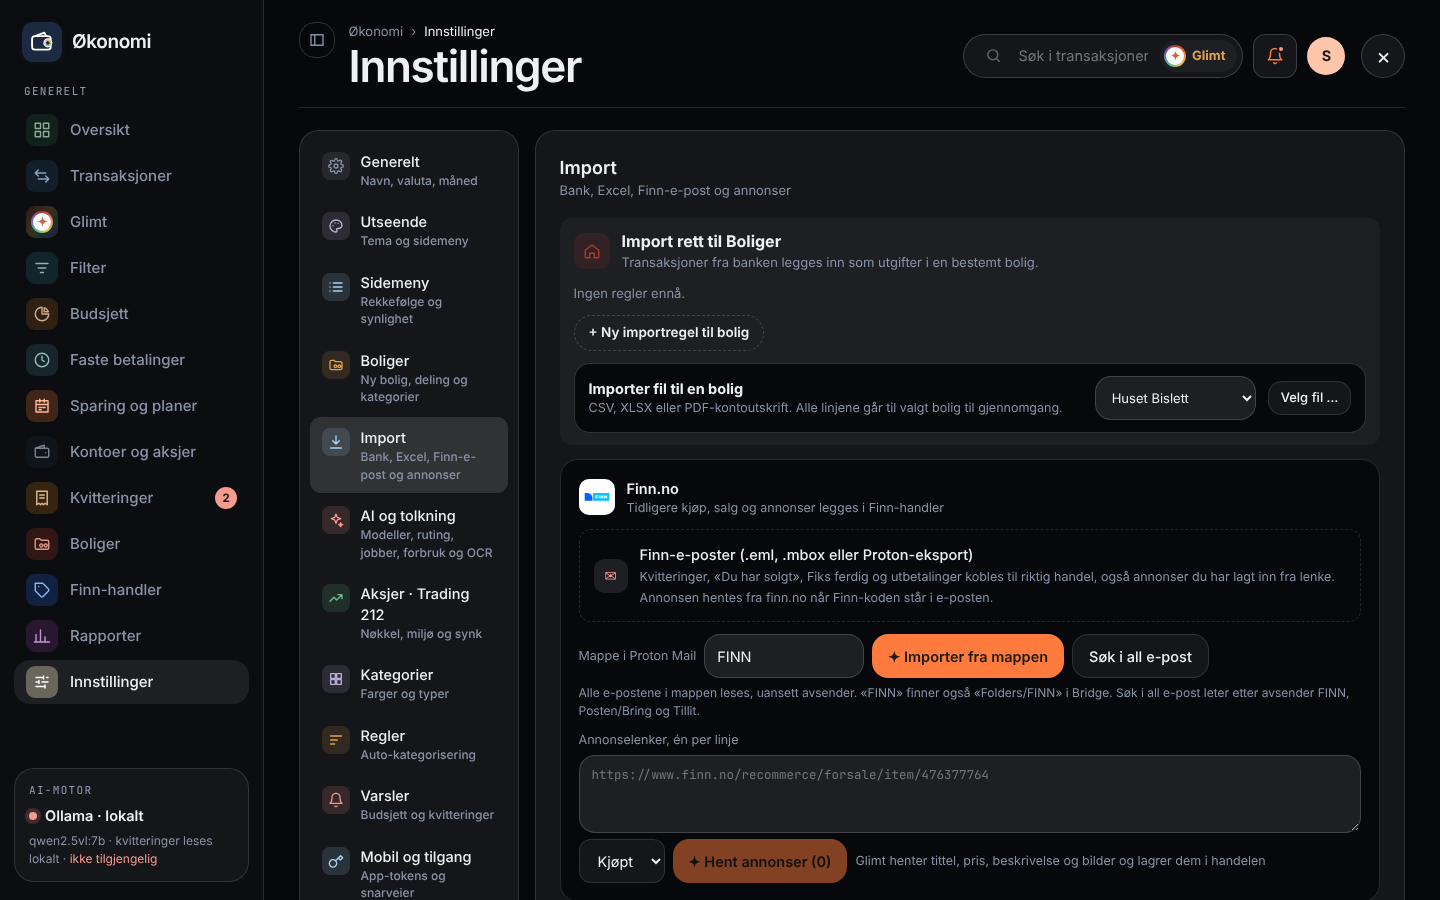 Økonomi
GENERELT
Oversikt
Transaksjoner
Glimt
Filter
Budsjett
Faste betalinger
Sparing og planer
Kontoer og aksjer
Kvitteringer
2
Boliger
Finn-handler
Rapporter
Innstillinger
AI-MOTOR
Ollama · lokalt
qwen2.5vl:7b · kvitteringer leses
lokalt · ikke tilgjengelig
Økonomi › Innstillinger
Innstillinger
Søk i transaksjoner
Glimt
S
Generelt
Navn, valuta, måned
Utseende
Tema og sidemeny
Sidemeny
Rekkefølge og
synlighet
Boliger
Ny bolig, deling og
kategorier
Import
Bank, Excel, Finn-e-
post og annonser
AI og tolkning
Modeller, ruting,
jobber, forbruk og OCR
Aksjer · Trading
212
Nøkkel, miljø og synk
Kategorier
Farger og typer
Regler
Auto-kategorisering
Varsler
Budsjett og kvitteringer
Mobil og tilgang
App-tokens og
snarveier
Import
Bank, Excel, Finn-e-post og annonser
Import rett til Boliger
Transaksjoner fra banken legges inn som utgifter i en bestemt bolig.
Ingen regler ennå.
+ Ny importregel til bolig
Importer fil til en bolig
CSV, XLSX eller PDF-kontoutskrift. Alle linjene går til valgt bolig til gjennomgang.
Huset Bislett
Velg fil ...
FINN
Finn.no
Tidligere kjøp, salg og annonser legges i Finn-handler
Finn-e-poster (.eml, .mbox eller Proton-eksport)
Kvitteringer, «Du har solgt», Fiks ferdig og utbetalinger kobles til riktig handel, også annonser du har lagt inn fra lenke.
Annonsen hentes fra finn.no når Finn-koden står i e-posten.
Mappe i Proton Mail
FINN
✦ Importer fra mappen
Søk i all e-post
Alle e-postene i mappen leses, uansett avsender. «FINN» finner også «Folders/FINN» i Bridge. Søk i all e-post leter etter avsender FINN,
Posten/Bring og Tillit.
Annonselenker, én per linje
https://www.finn.no/recommerce/forsale/item/476377764
Kjøpt
✦ Hent annonser (0)
Glimt henter tittel, pris, beskrivelse og bilder og lagrer dem i handelen